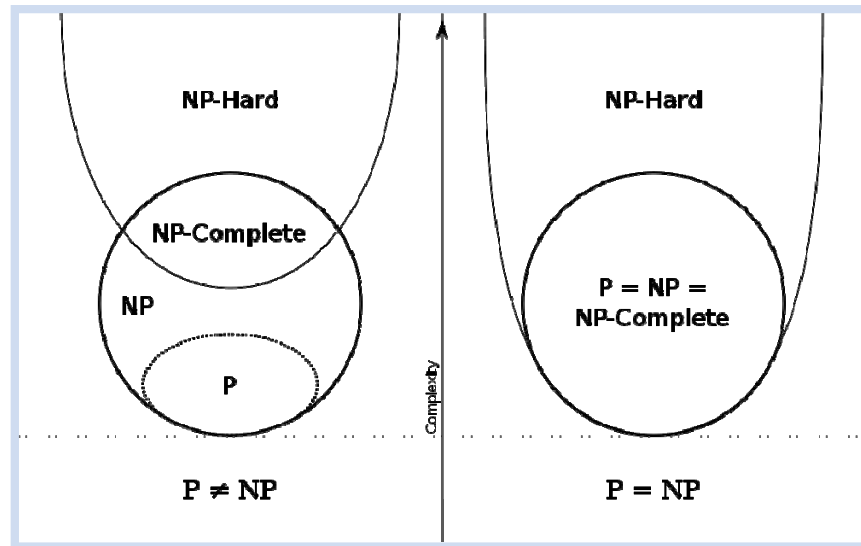 NP-Hard
NP-Complete
NP
P
P ≠ NP
Complexity
NP-Hard
P = NP =
NP-Complete
P = NP